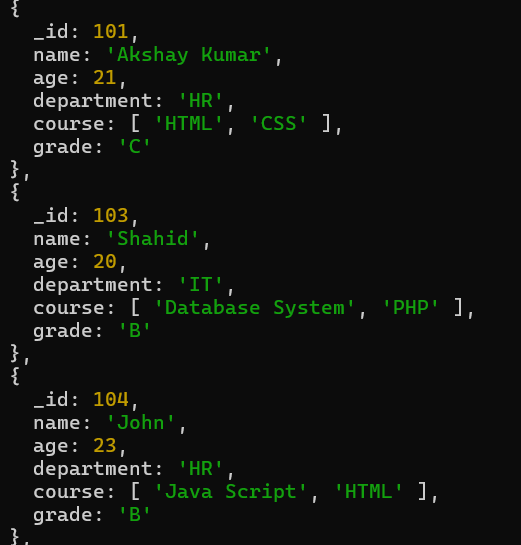 {
_id: 101,
name: 'Akshay Kumar',
age: 21,
department: 'HR',
course: [ 'HTML', 'CSS' ],
grade: 'C'
},
{
_id: 103,
name: 'Shahid',
age: 20,
department: 'IT',
course: [ 'Database System', 'PHP' ],
grade: 'B'
},
{
_id: 104,
name: 'John',
age: 23,
department: 'HR',
course: [ 'Java Script', 'HTML' ],
grade: 'B'
},